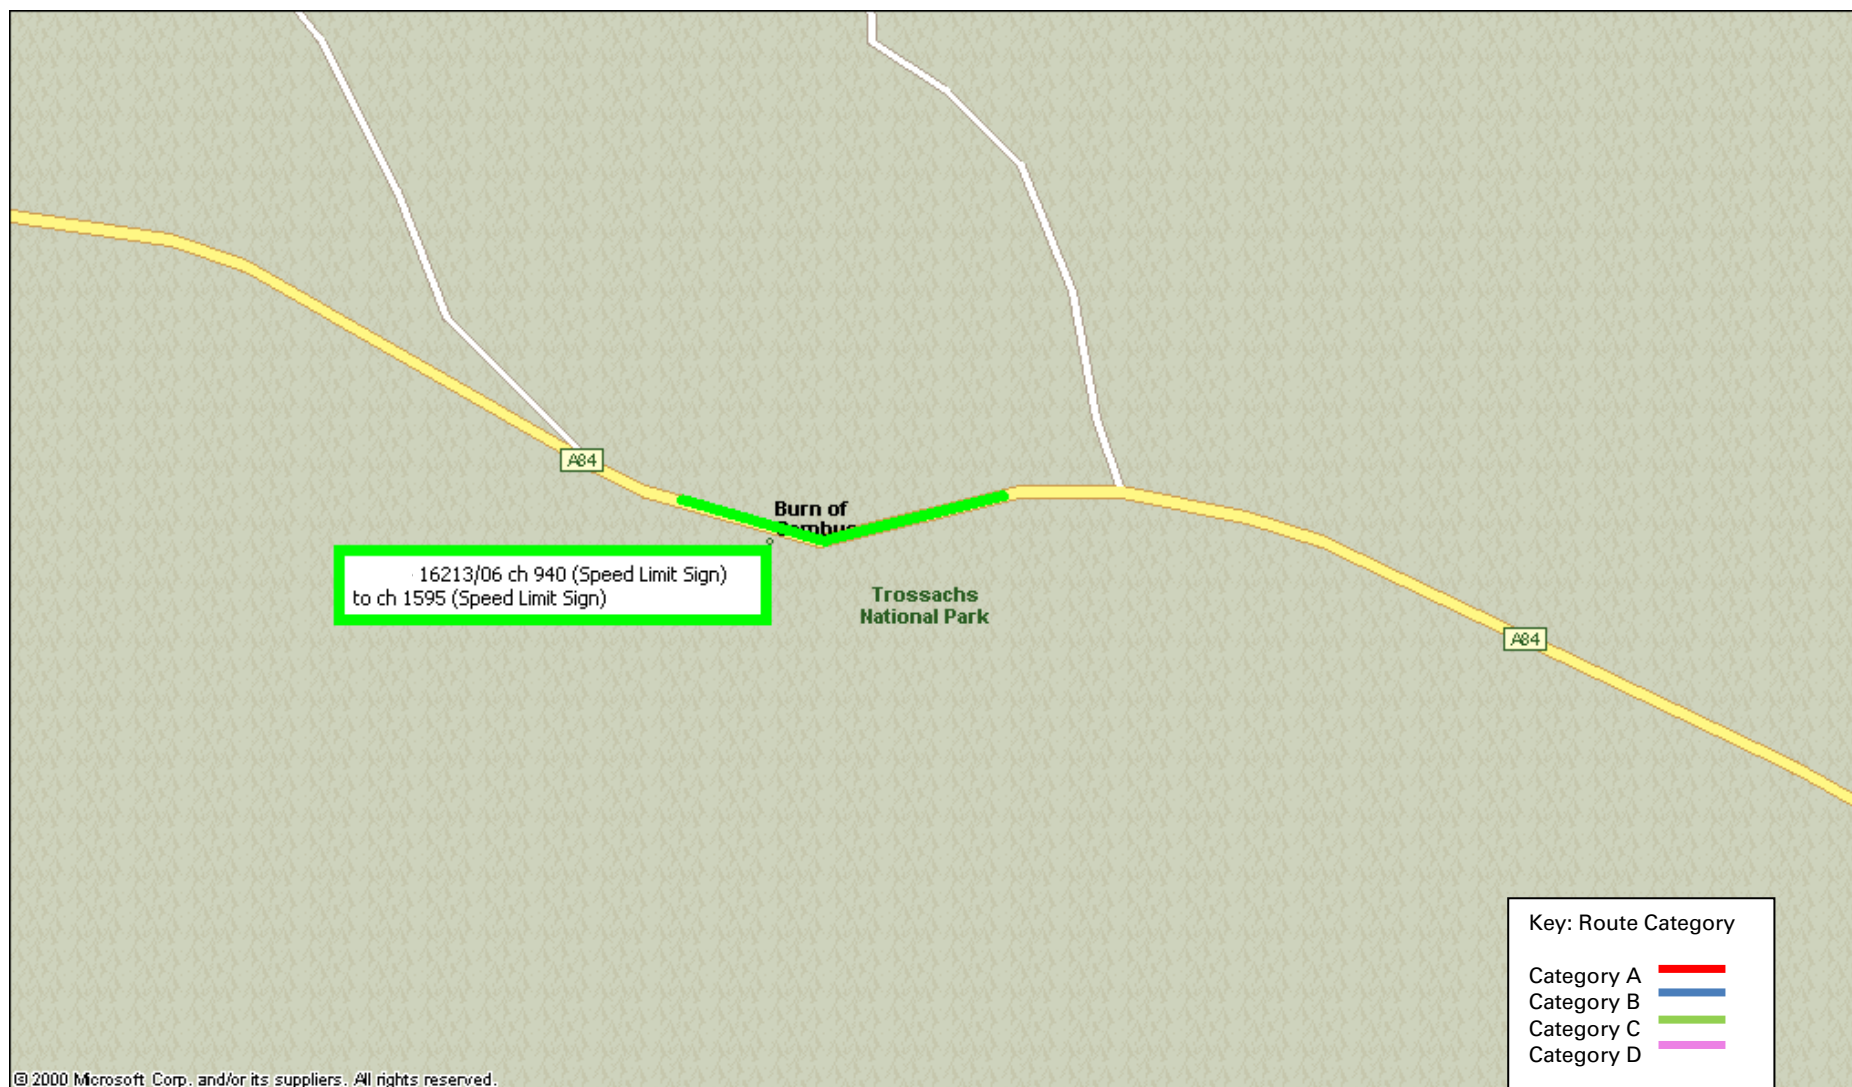 A84
Burn of
16213/06 ch 940 (Speed Limit Sign)
to ch 1595 (Speed Limit Sign)
Trossachs
National Park
A84
Key: Route Category
Category A
Category B
Category C
Category D
© 2000 Microsoft Corp. and/or its suppliers. All rights reserved.